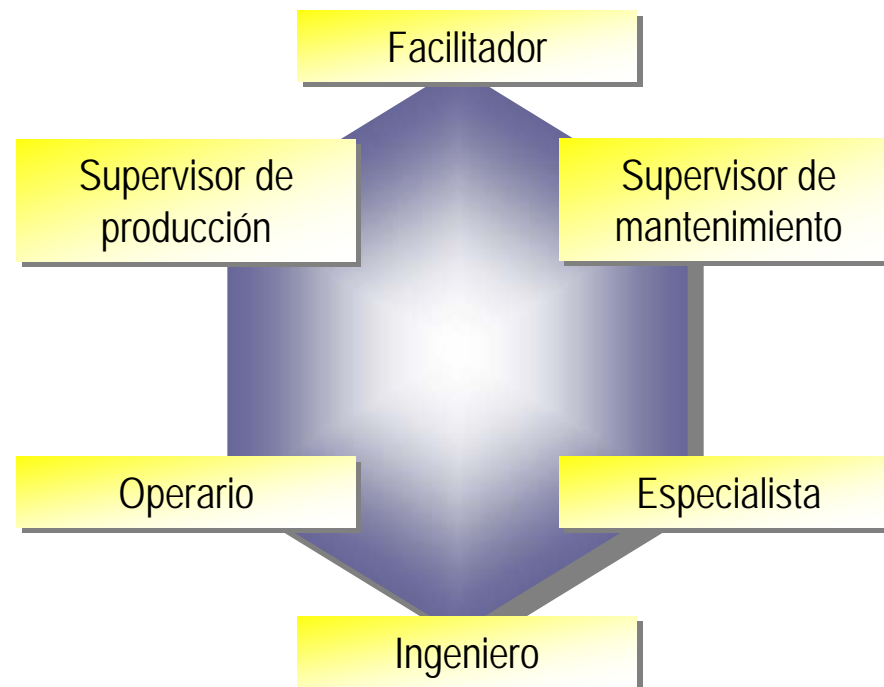 Facilitador
Supervisor de
producción
Supervisor de
mantenimiento
Operario
Especialista
Ingeniero